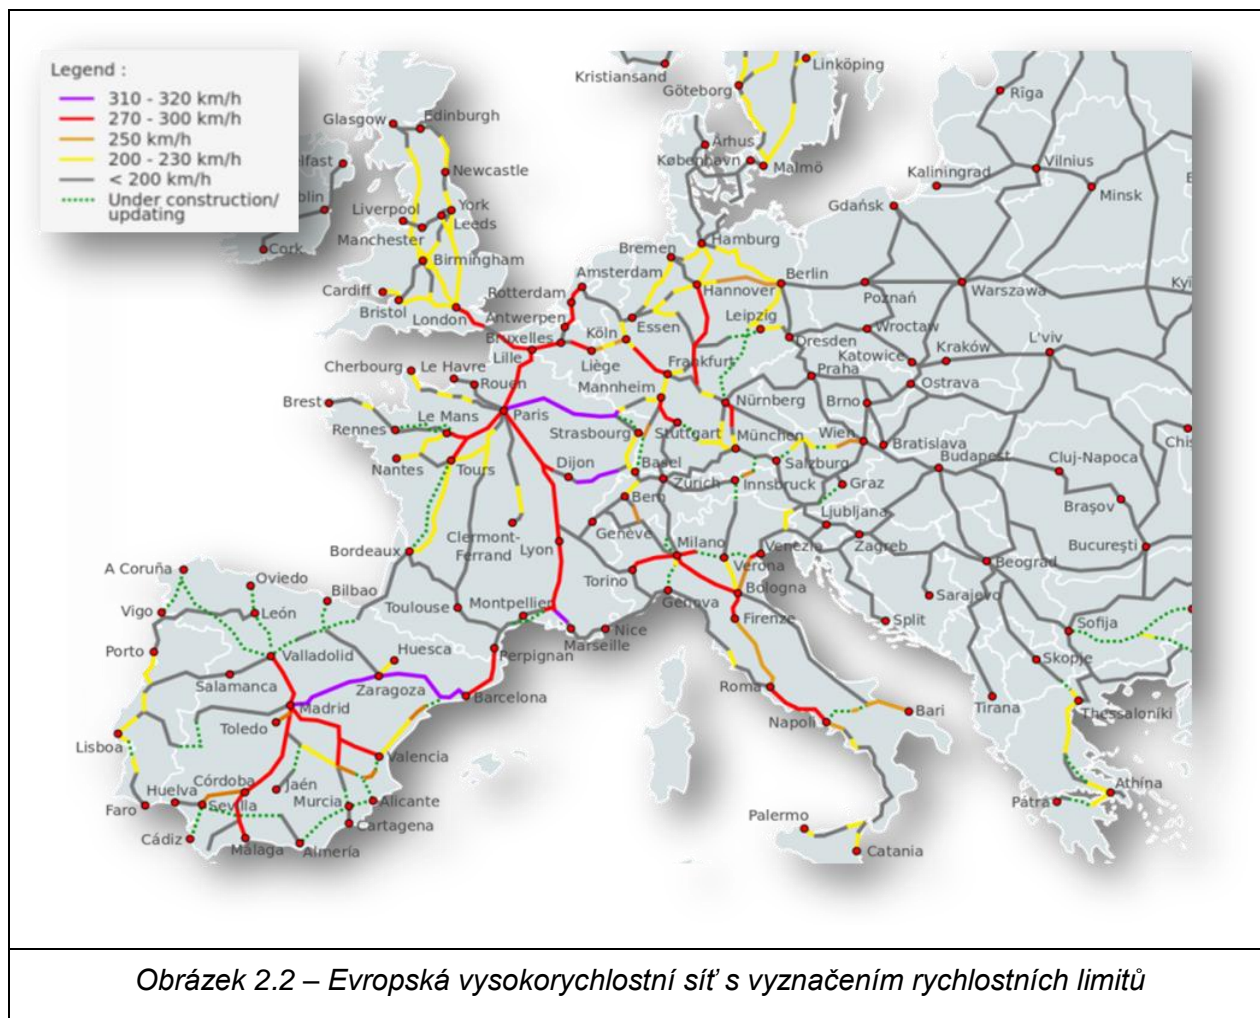 Legend :
310 - 320 km/h
270 - 300 km/h
250 km/h
200 - 230 km/h
< 200 km/h
Under construction/
updating
Kristiansand
Linköping
Göteborg
Rīga
Glasgow
Edinburgh
Århus
København
Malmö
Vilnius
Kaliningrad
Minsk
Newcastle
Gdańsk
Liverpool
York
Leeds
Manchester
Cork
Birmingham
Bremen
Hamburg
Amsterdam
Berlin
Cardiff
Rotterdam
Hannover
Poznań
Warszawa
Bristol
London
Antwerpen
Köln
Essen
Leipzig
Wrocław
Bruxelles
Dresden
Lille
Liège
Frankfurt
Katowice
Kraków
L'viv
Cherbourg
Le Havre
Rouen
Mannheim
Praha
Ostrava
Brest
Paris
Nürnberg
Brno
Le Mans
Rennes
Strasbourg
Stuttgart
München
Wien
Bratislava
Nantes
Tours
Dijon
Basel
Salzburg
Budapest
Cluj-Napoca
Zürich
Innsbruck
Graz
Bern
Brașov
Clermont-
Ferrand
Lyon
Genève
Ljubljana
Zagreb
București
Bordeaux
Milano
Venezia
Verona
Beograd
A Coruña
Oviedo
Bilbao
Torino
Bologna
Vigo
León
Toulouse
Montpellier
Genova
Firenze
Sarajevo
Split
Sofija
Porto
Valladolid
Huesca
Perpignan
Marseille
Nice
Skopje
Salamanca
Zaragoza
Barcelona
Roma
Tirana
Thessaloníki
Madrid
Toledo
Napoli
Bari
Lisboa
Valencia
Córdoba
Jaén
Huelva
Sevilla
Murcia
Alicante
Athína
Pátra
Faro
Cartagena
Palermo
Cádiz
Málaga
Almería
Catania
Obrázek 2.2 – Evropská vysokorychlostní síť s vyznačením rychlostních limitů